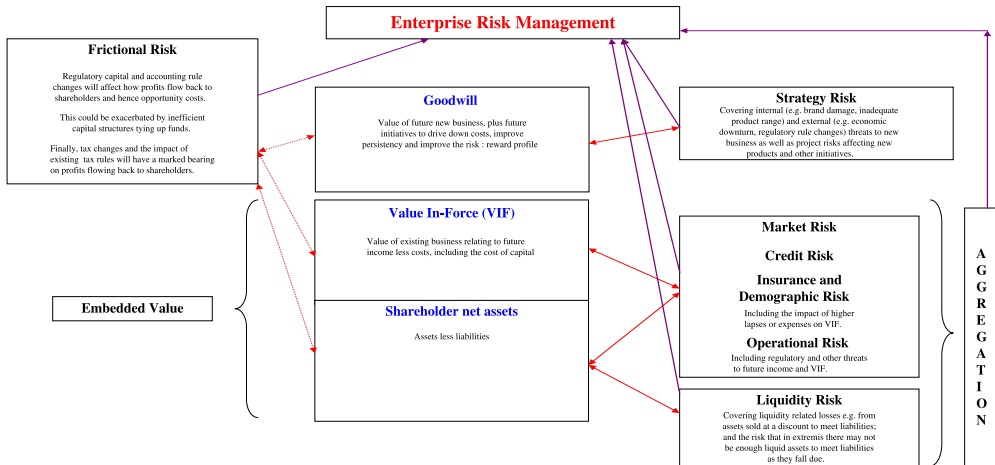 Enterprise Risk Management
Frictional Risk
Regulatory capital and accounting rule
changes will affect how profits flow back to
shareholders and hence opportunity costs.
This could be exacerbated by inefficient
capital structures tying up funds.
Finally, tax changes and the impact of
existing tax rules will have a marked bearing
on profits flowing back to shareholders.
Goodwill
Value of future new business, plus future
initiatives to drive down costs, improve
persistency and improve the risk : reward profile
Strategy Risk
Covering internal (e.g. brand damage, inadequate
product range) and external (e.g. economic
downturn, regulatory rule changes) threats to new
business as well as project risks affecting new
products and other initiatives.
Value In-Force (VIF)
Value of existing business relating to future
income less costs, including the cost of capital
Embedded Value
Shareholder net assets
Assets less liabilities
Market Risk
Credit Risk
Insurance and
Demographic Risk
Including the impact of higher
lapses or expenses on VIF.
Operational Risk
Including regulatory and other threats
to future income and VIF.
Liquidity Risk
Covering liquidity related losses e.g. from
assets sold at a discount to meet liabilities;
and the risk that in extremis there may not
be enough liquid assets to meet liabilities
as they fall due.
A
G
G
R
E
G
A
T
I
O
N